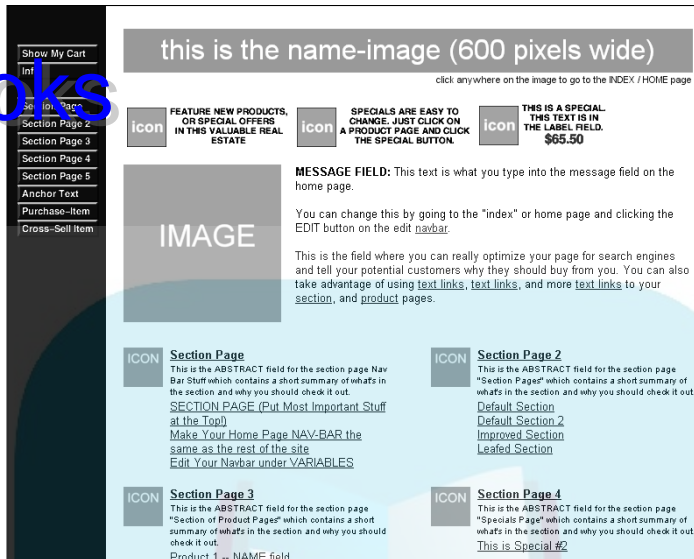 Show My Cart
Info
oks
Section Page
Section Page 2
Section Page 3
Section Page 4
Section Page 5
Anchor Text
Purchase-Item
Cross-Sell Item
this is the name-image (600 pixels wide)
click anywhere on the image to go to the INDEX / HOME page
icon
FEATURE NEW PRODUCTS,
OR SPECIAL OFFERS
IN THIS VALUABLE REAL
ESTATE
icon
SPECIALS ARE EASY TO
CHANGE. JUST CLICK ON
A PRODUCT PAGE AND CLICK
THE SPECIAL BUTTON.
icon
THIS IS A SPECIAL.
THIS TEXT IS IN
THE LABEL FIELD.
$65.50
IMAGE
MESSAGE FIELD: This text is what you type into the message field on the
home page.
You can change this by going to the "index" or home page and clicking the
EDIT button on the edit navbar.
This is the field where you can really optimize your page for search engines
and tell your potential customers why they should buy from you. You can also
take advantage of using text links, text links, and more text links to your
section, and product pages.
ICON
Section Page
This is the ABSTRACT field for the section page Nav
Bar Stuff which contains a short summary of what's in
the section and why you should check it out.
SECTION PAGE (Put Most Important Stuff
at the Top!)
Make Your Home Page NAV-BAR the
same as the rest of the site
Edit Your Navbar under VARIABLES
ICON
Section Page 2
This is the ABSTRACT field for the section page
"Section Pages" which contains a short summary of
what's in the section and why you should check it out
Default Section
Default Section 2
Improved Section
Leafed Section
ICON
Section Page 3
This is the ABSTRACT field for the section page
"Section of Product Pages" which contains a short
summary of what's in the section and why you should
check it out.
Product 1 -- NAME field
ICON
Section Page 4
This is the ABSTRACT field for the section page
"Specials Page" which contains a short summary of
what's in the section and why you should check it out
This is Special #2